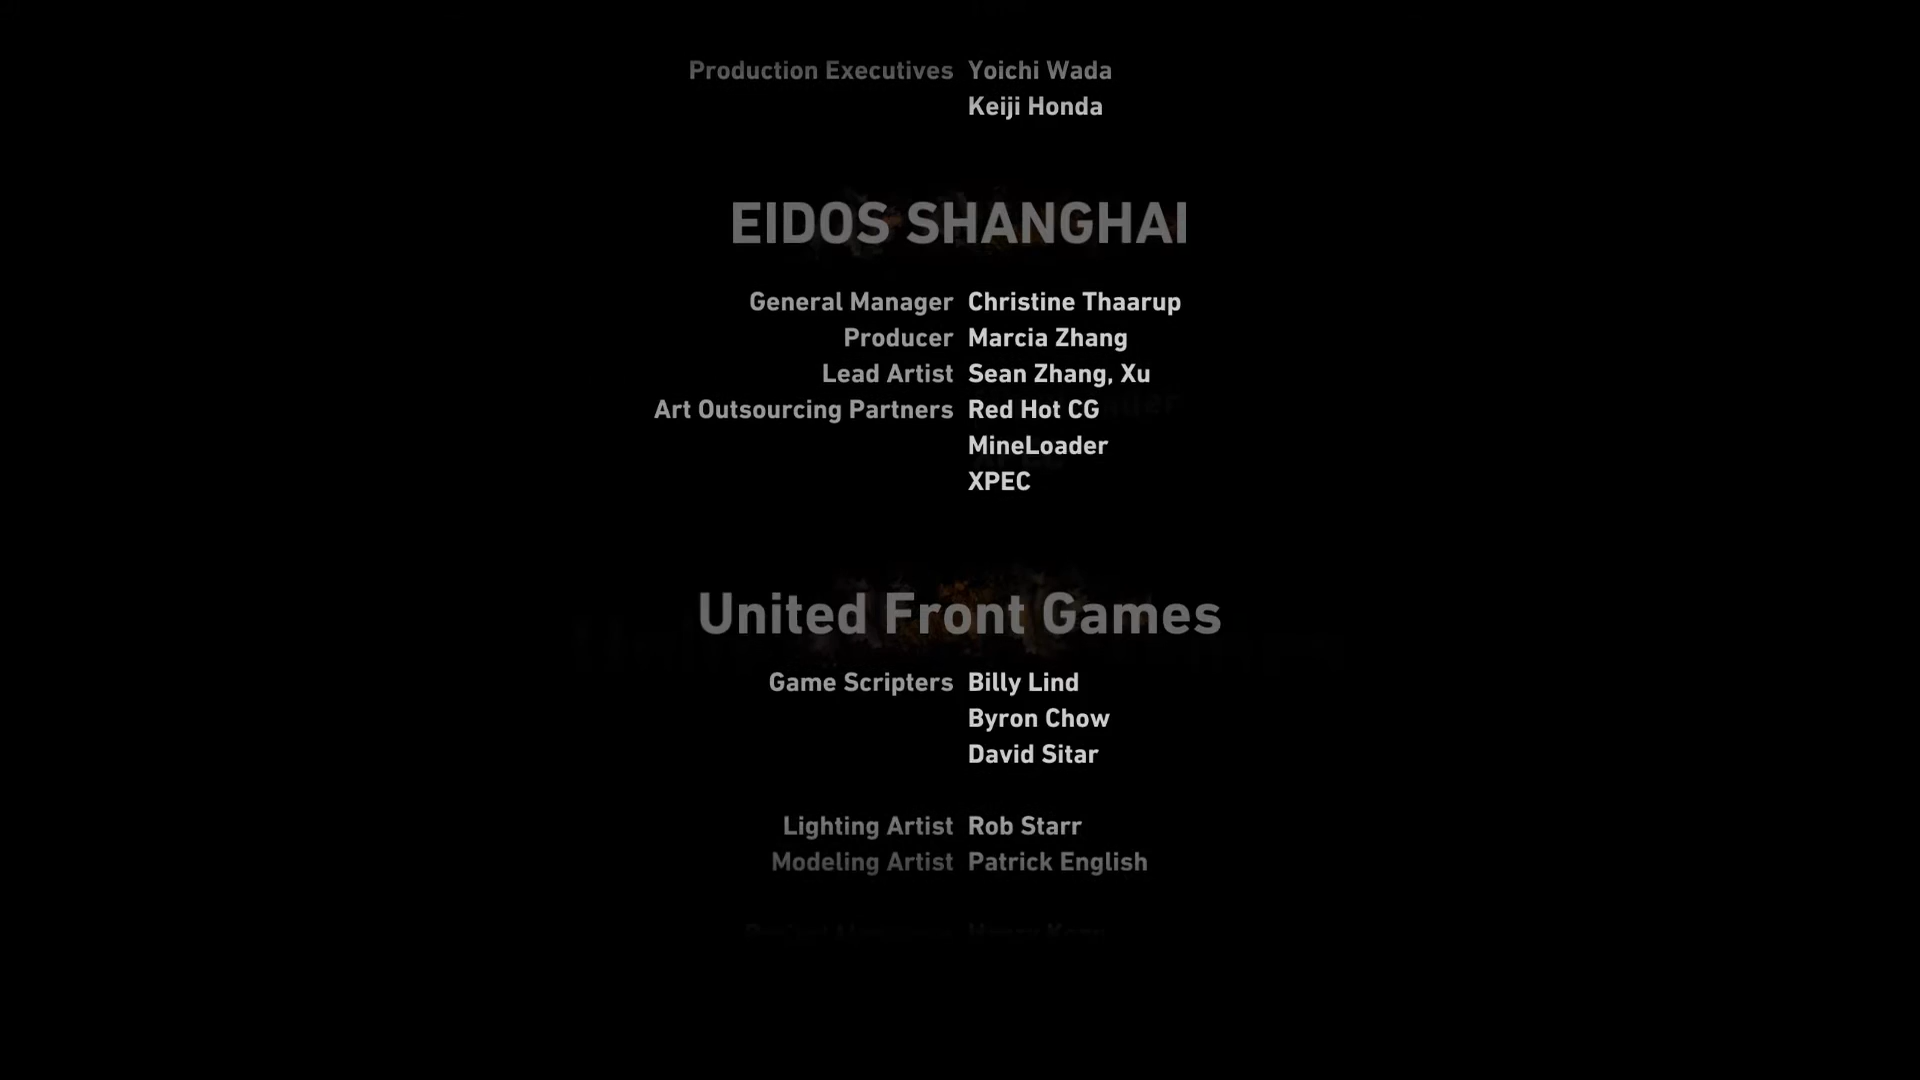 Production Executives Yoichi Wada
Keiji Honda
EIDOS SHANGHAI
General Manager Christine Thaarup
Producer Marcia Zhang
Lead Artist Sean Zhang, Xu
Art Outsourcing Partners Red Hot CG
MineLoader
XPEC
United Front Games
Game Scripters Billy Lind
Byron Chow
David Sitar
Lighting Artist Rob Starr
Modeling Artist Patrick English